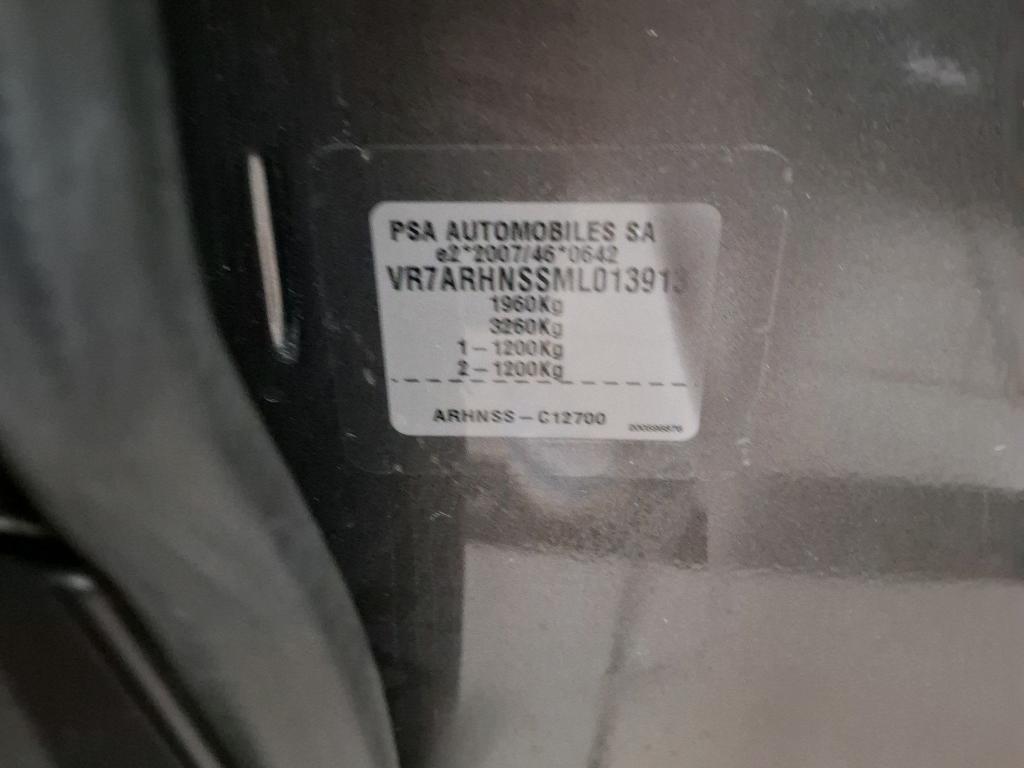 PSA AUTOMOBILES SA
e2*2007/46*0642
VR7ARHNSSML013913
1960Kg
3260Kg
1 - 1200Kg
2 - 1200Kg
ARHNSS - C12700